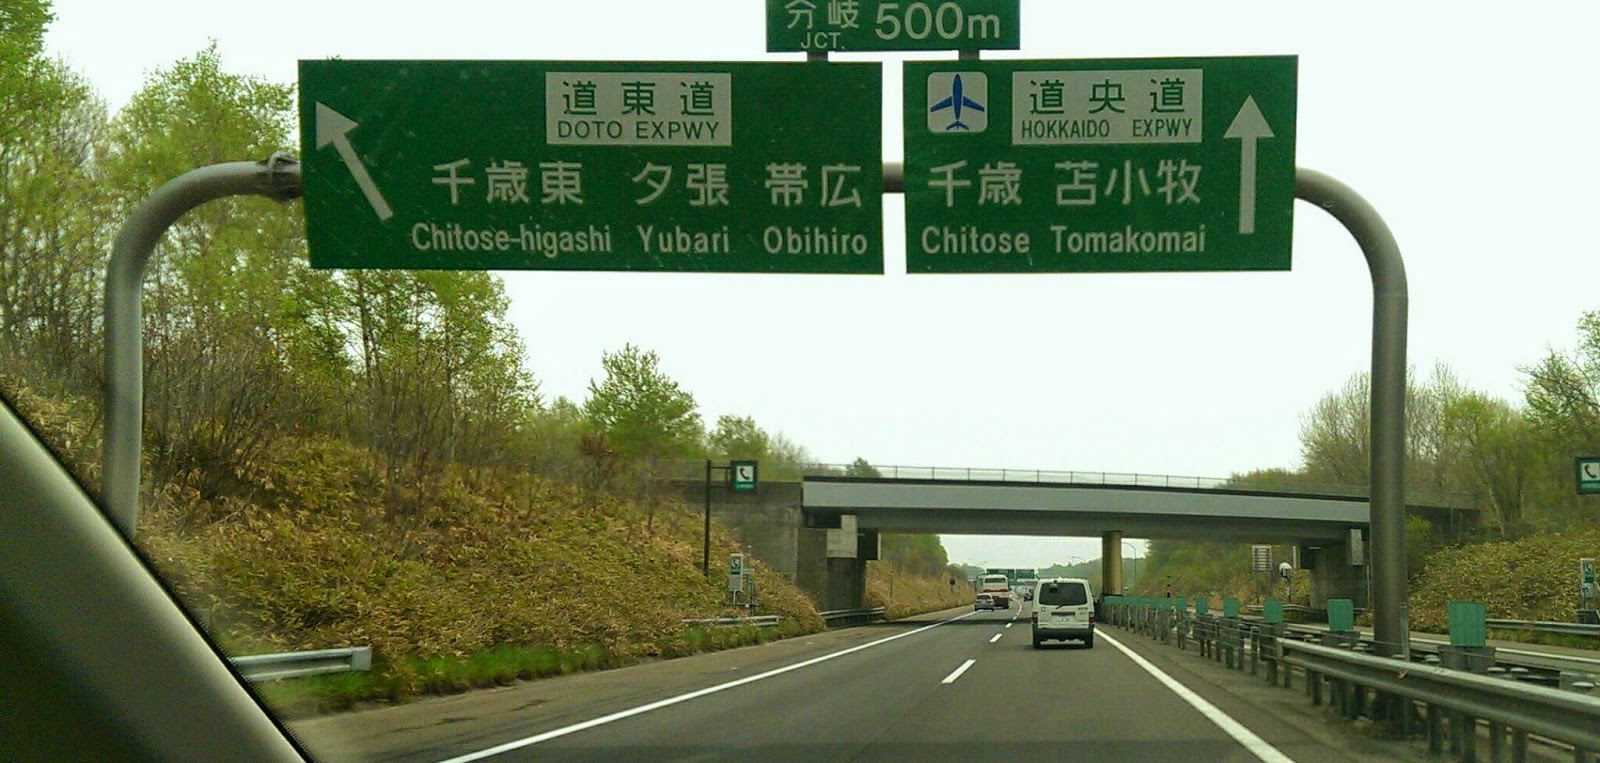 分岐 500m
JCT.
道東道
DOTO EXPWY
千歳東 夕張 帯広
Chitose-higashi Yubari Obihiro
道央道
HOKKAIDO EXPWY
千歳 苫小牧
Chitose Tomakomai